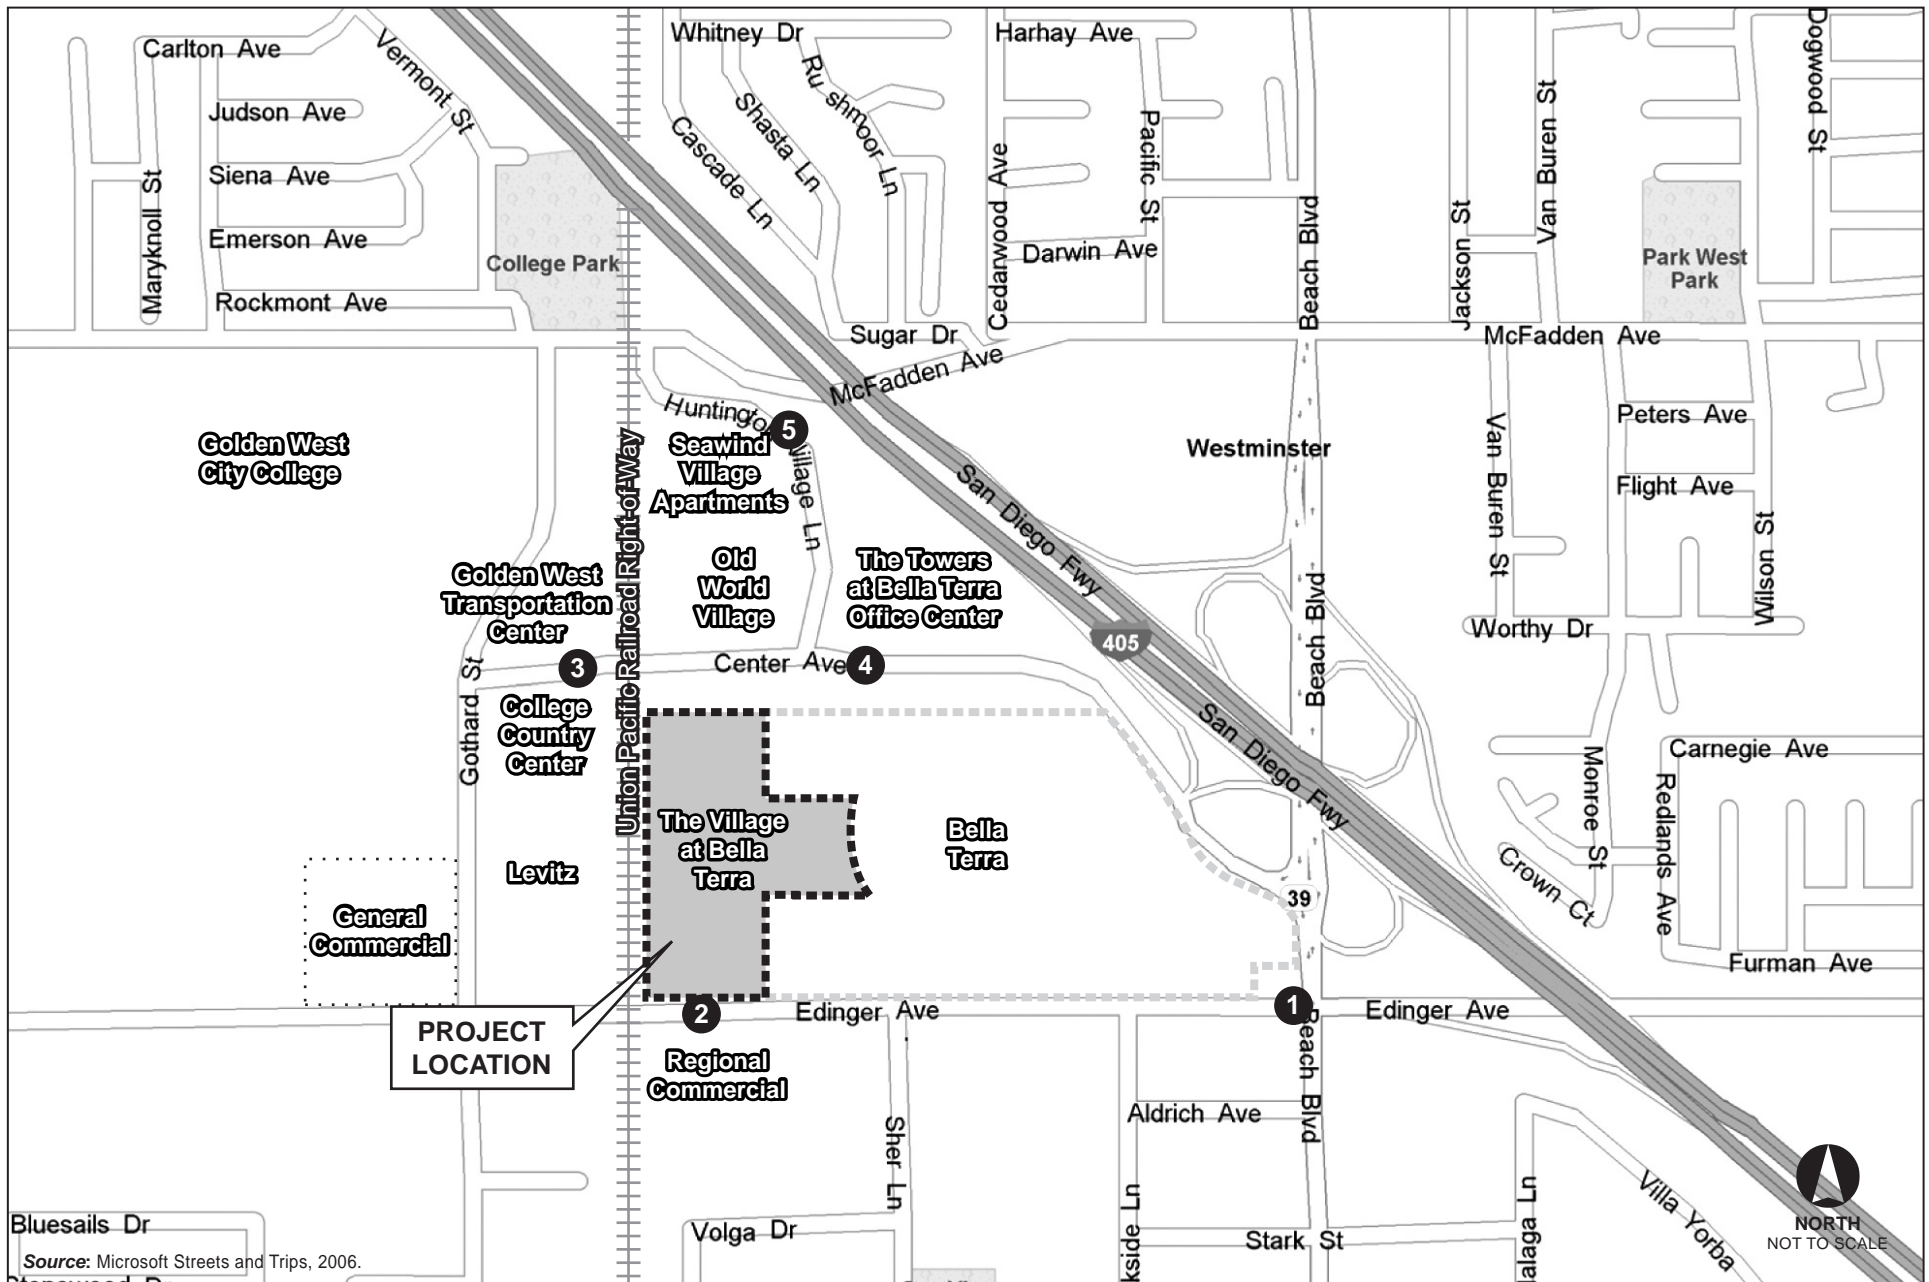 Whitney Dr
Harhay Ave
Carlton Ave
Vermont St
Rushmoor Ln
Dogwood St
Judson Ave
Shasta Ln
Cascade Ln
Pacific St
Van Buren St
Siena Ave
Maryknoll St
Cedarwood Ave
Beach Blvd
Jackson St
Emerson Ave
Darwin Ave
College Park
Park West
Park
Rockmont Ave
Sugar Dr
McFadden Ave
McFadden Ave
Huntington Village Ln
Peters Ave
Golden West
City College
5
Seawind
Village
Apartments
Westminster
Van Buren St
Flight Ave
San Diego Fwy
Wilson St
Union Pacific Railroad Right-of-Way
Golden West
Transportation
Center
Old
World
Village
The Towers
at Bella Terra
Office Center
Beach Blvd
405
Worthy Dr
3
Center Ave
4
Gothard St
College
Country
Center
San Diego Fwy
Monroe St
Carnegie Ave
Redlands Ave
The Village
at Bella
Terra
Bella
Terra
Levitz
Crown Ct
39
General
Commercial
Furman Ave
PROJECT
LOCATION
2
Edinger Ave
1
Edinger Ave
Beach Blvd
Regional
Commercial
Aldrich Ave
Sher Ln
kside Ln
alaga Ln
Villa Yorba
Bluesails Dr
Volga Dr
Stark St
NORTH
NOT TO SCALE
Source: Microsoft Streets and Trips, 2006.